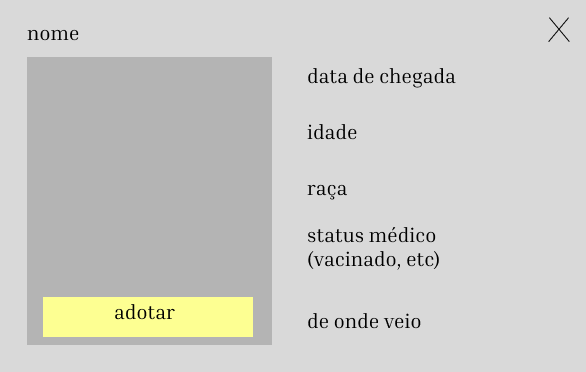 nome
data de chegada
idade
raça
status médico
(vacinado, etc)
adotar
de onde veio